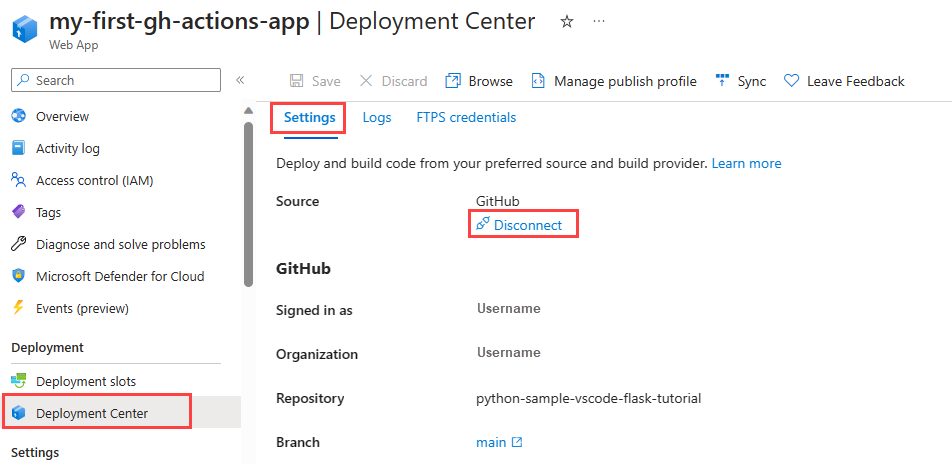 my-first-gh-actions-app | Deployment Center
Web App
Search
Overview
Activity log
Access control (IAM)
Tags
Diagnose and solve problems
Microsoft Defender for Cloud
Events (preview)
Deployment
Deployment slots
Deployment Center
Settings
Save Discard Browse Manage publish profile Sync Leave Feedback
Settings Logs FTPS credentials
Deploy and build code from your preferred source and build provider. Learn more
Source GitHub
Disconnect
GitHub
Signed in as Username
Organization Username
Repository python-sample-vscode-flask-tutorial
Branch main